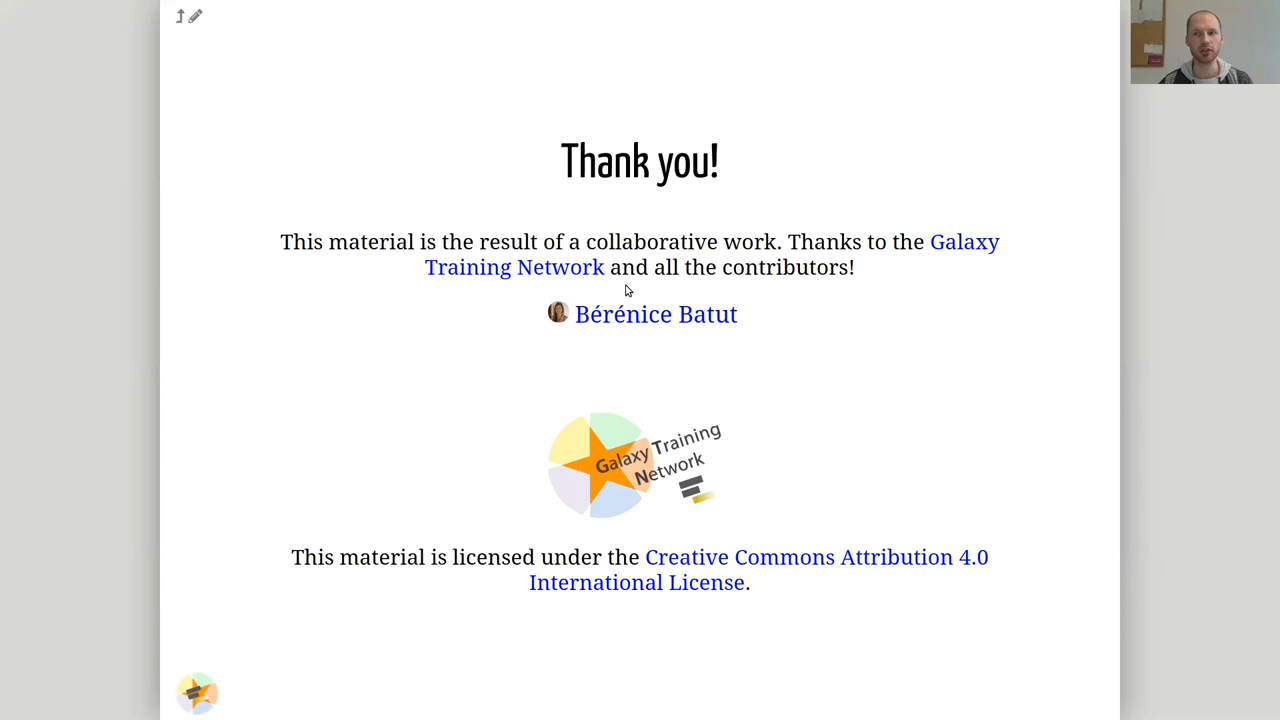 Thank you!
This material is the result of a collaborative work. Thanks to the Galaxy
Training Network and all the contributors!
Bérénice Batut
Galaxy Training
Network
This material is licensed under the Creative Commons Attribution 4.0
International License.